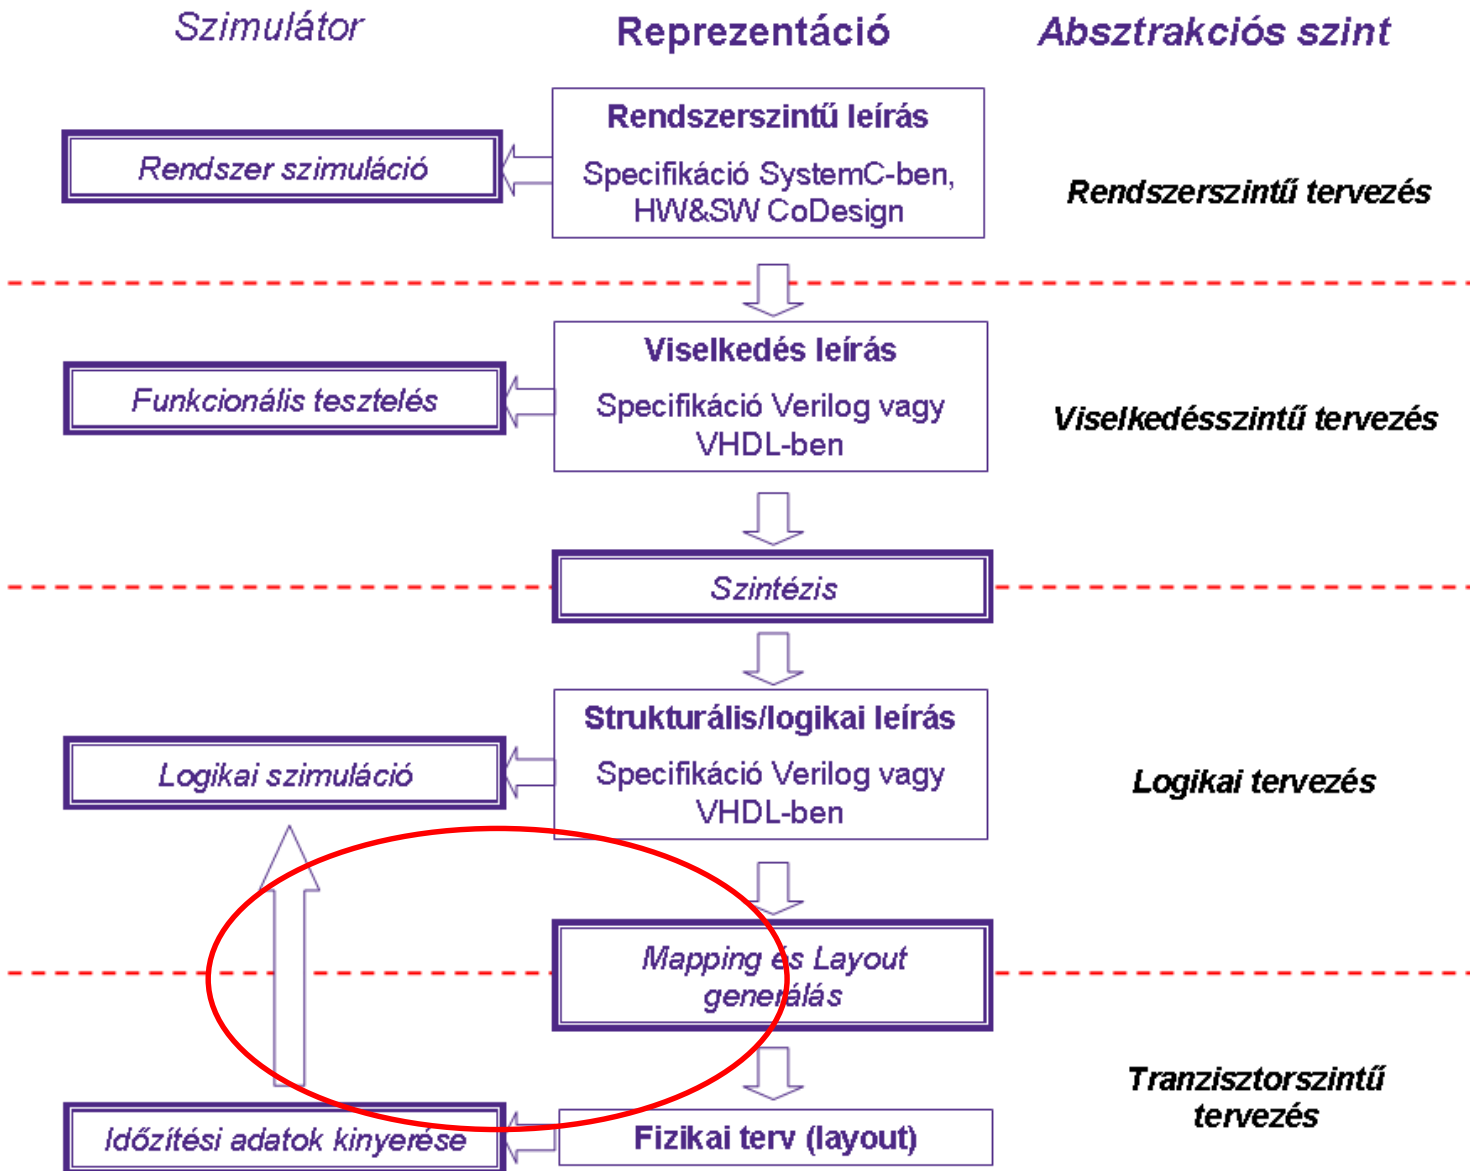 Szimulátor
Reprezentáció
Absztrakciós szint
Rendszerszintű leírás
Rendszer szimuláció
Specifikáció SystemC-ben,
HW&SW CoDesign
Rendszerszintű tervezés
Viselkedés leírás
Funkcionális tesztelés
Specifikáció Verilog vagy
VHDL-ben
Viselkedésszintű tervezés
Szintézis
Strukturális/logikai leírás
Logikai szimuláció
Specifikáció Verilog vagy
VHDL-ben
Logikai tervezés
Mapping és Layout
generálás
Tranzisztorszintű
tervezés
Időzítési adatok kinyerése
Fizikai terv (layout)